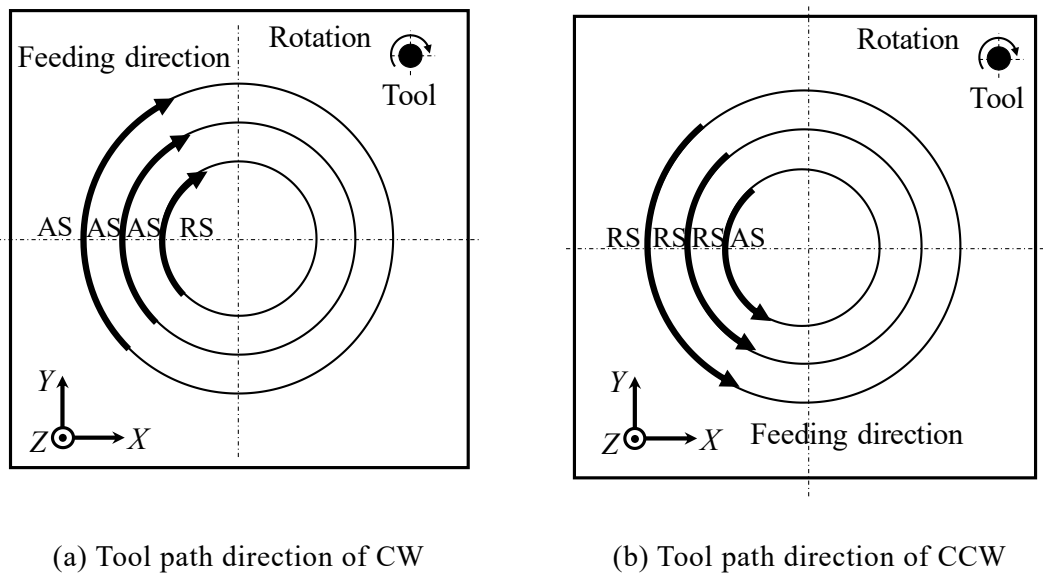 Rotation
Feeding direction
Tool
AS AS AS RS
Y
Z X
(a) Tool path direction of CW
Rotation
Tool
RS RS RS AS
Y
Z X
Feeding direction
(b) Tool path direction of CCW